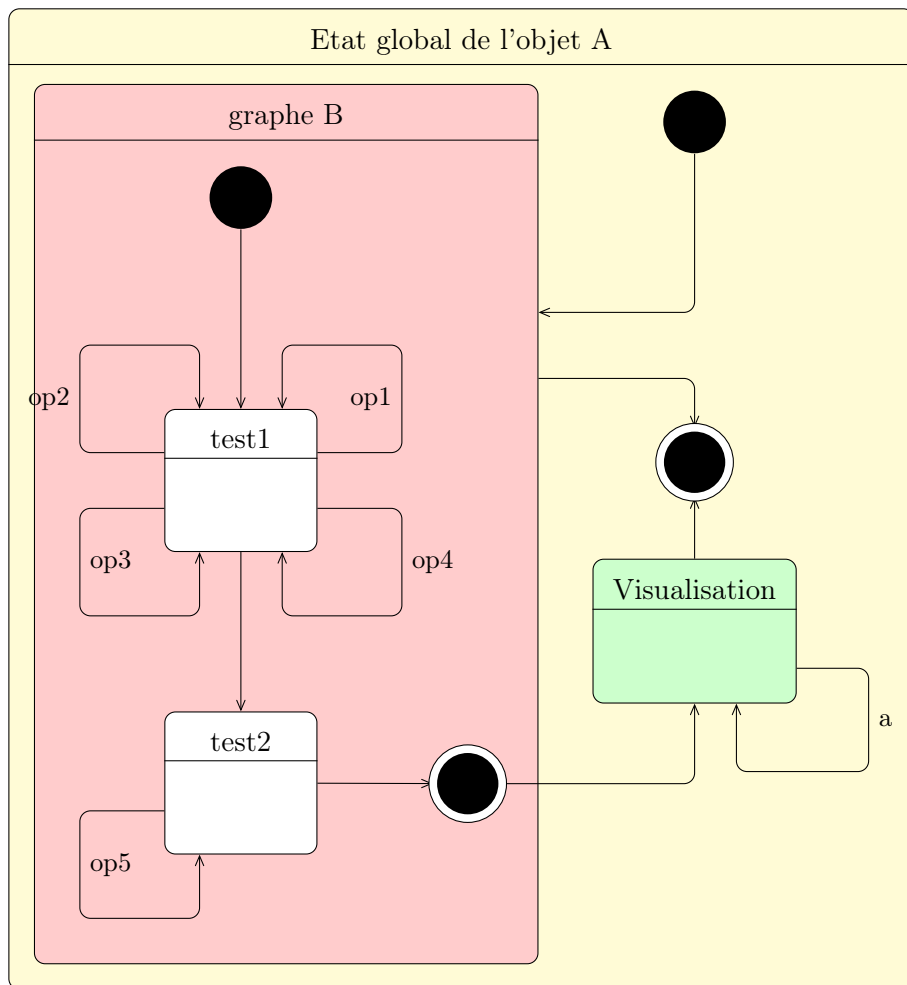 Etat global de l'objet A
graphe B
op2
op1
test1
op3
op4
Visualisation
a
test2
op5